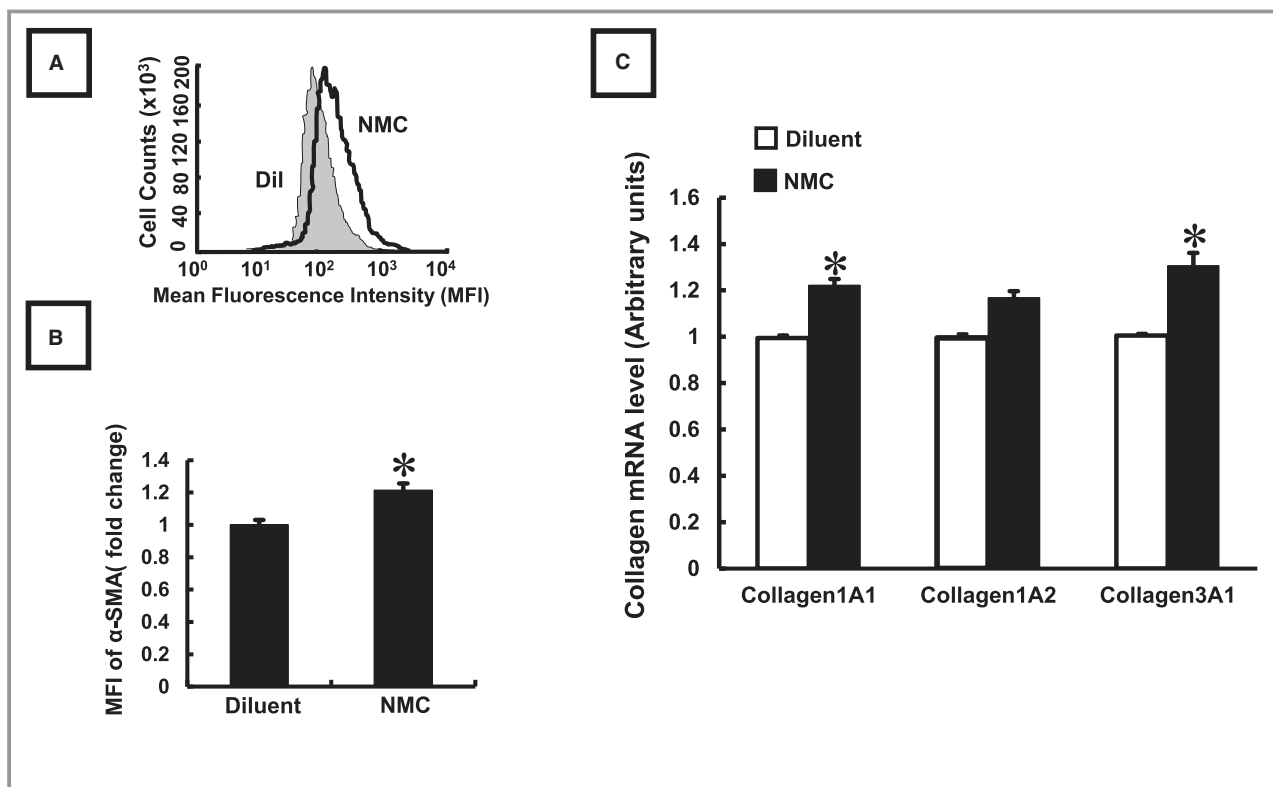 A
Cell Counts (x10³)
0 40 80 120 160 200
Dil
NMC
10⁰ 10¹ 10² 10³ 10⁴
Mean Fluorescence Intensity (MFI)
B
MFI of α-SMA( fold change)
1.4
1.2
1
0.8
0.6
0.4
0.2
0
*
Diluent NMC
C
Diluent
NMC
Collagen mRNA level (Arbitrary units)
1.6
1.4
1.2
1
0.8
0.6
0.4
0.2
0
* *
Collagen1A1 Collagen1A2 Collagen3A1